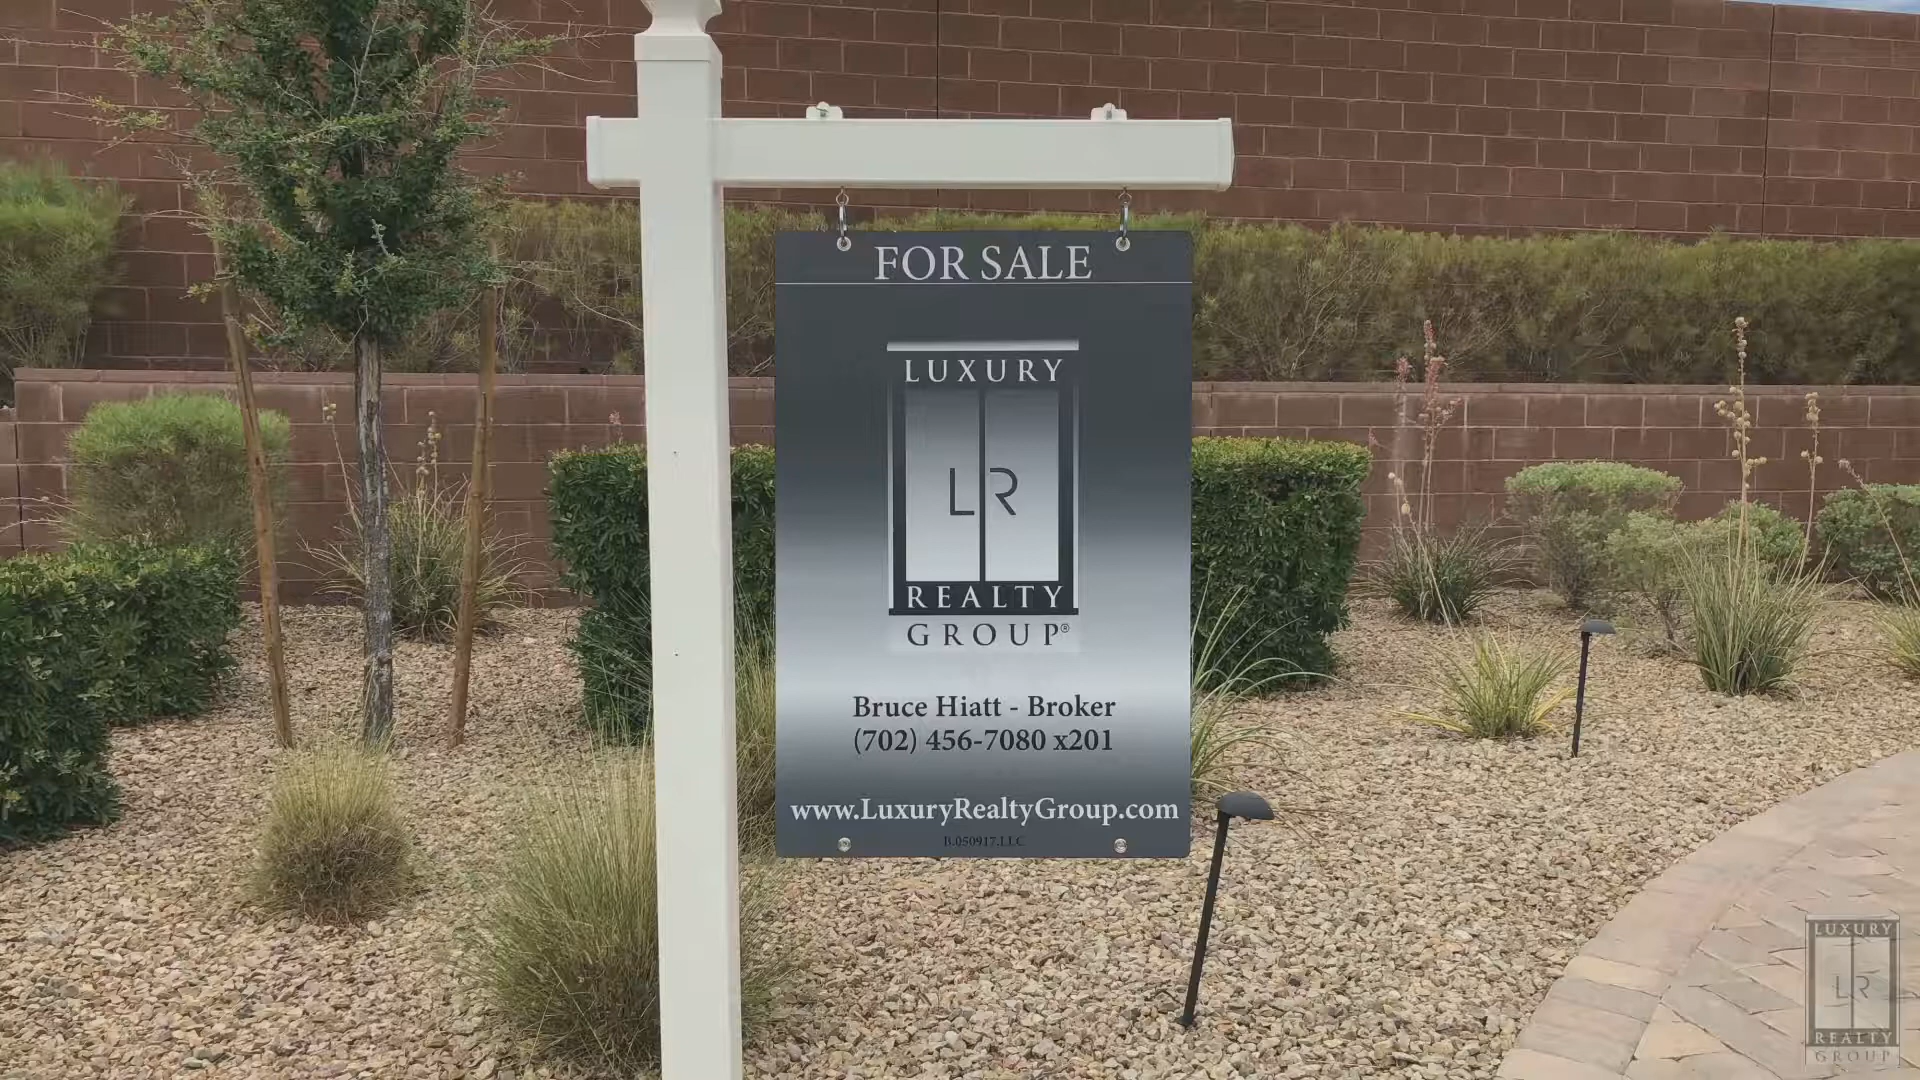 FOR SALE
LUXURY
LR
REALTY
GROUP®
Bruce Hiatt - Broker
(702) 456-7080 x201
www.LuxuryRealtyGroup.com
B.050917.LLC
LUXURY
LR
REALTY
GROUP